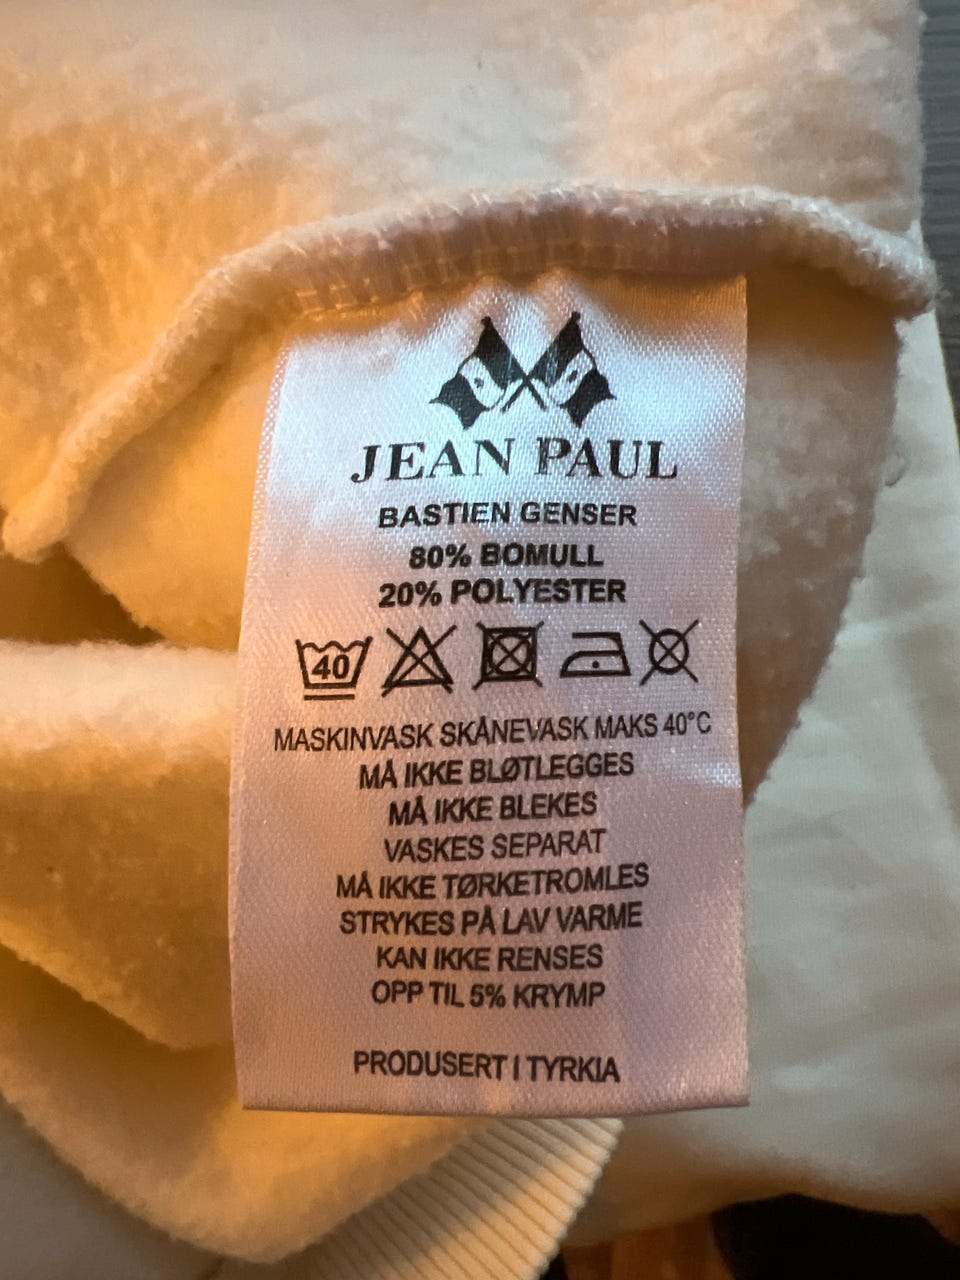 JEAN PAUL
BASTIEN GENSER
80% BOMULL
20% POLYESTER
40
MASKINVASK SKÅNEVASK MAKS 40°C
MÅ IKKE BLØTLEGGES
MÅ IKKE BLEKES
VASKES SEPARAT
MÅ IKKE TØRKETROMLES
STRYKES PÅ LAV VARME
KAN IKKE RENSES
OPP TIL 5% KRYMP
PRODUSERT I TYRKIA